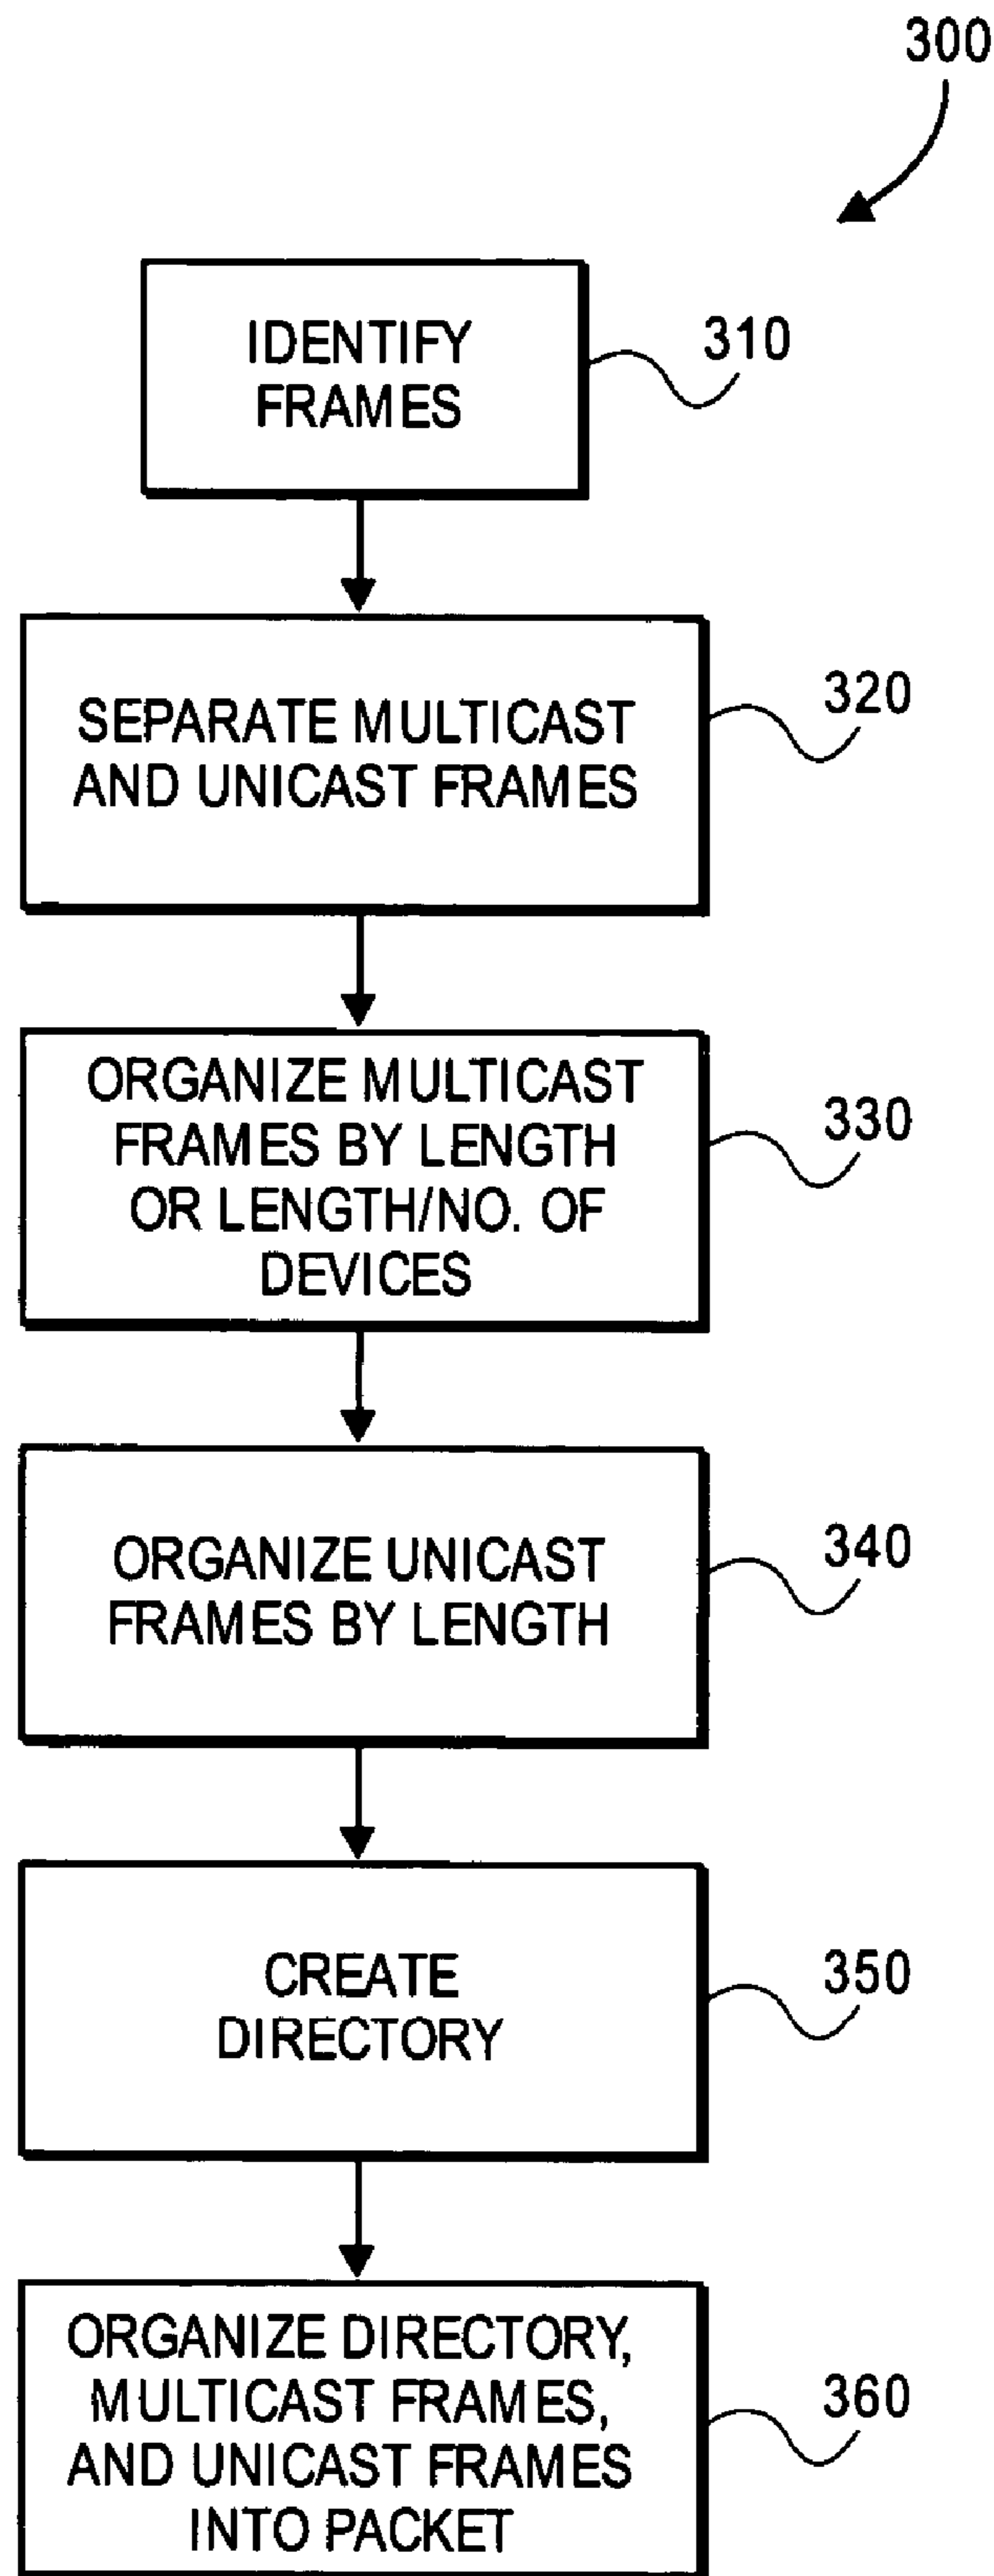 300
IDENTIFY
FRAMES
310
SEPARATE MULTICAST
AND UNICAST FRAMES
320
ORGANIZE MULTICAST
FRAMES BY LENGTH
OR LENGTH/NO. OF
DEVICES
330
ORGANIZE UNICAST
FRAMES BY LENGTH
340
CREATE
DIRECTORY
350
ORGANIZE DIRECTORY,
MULTICAST FRAMES,
AND UNICAST FRAMES
INTO PACKET
360